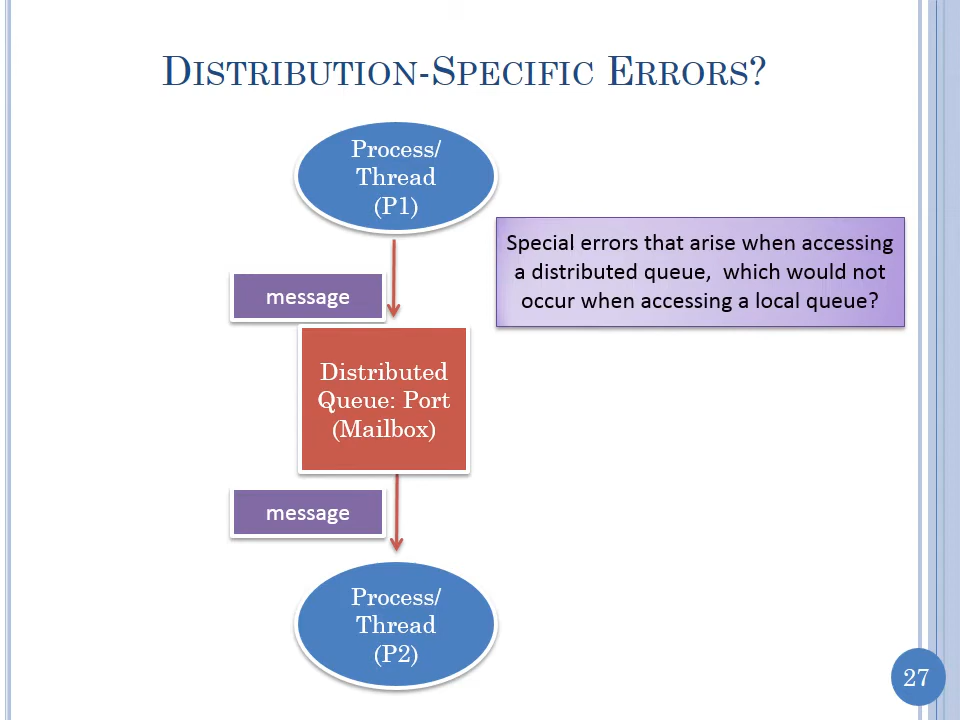 DISTRIBUTION-SPECIFIC ERRORS?
Process/
Thread
(P1)
Special errors that arise when accessing
a distributed queue, which would not
occur when accessing a local queue?
message
Distributed
Queue: Port
(Mailbox)
message
Process/
Thread
(P2)
27